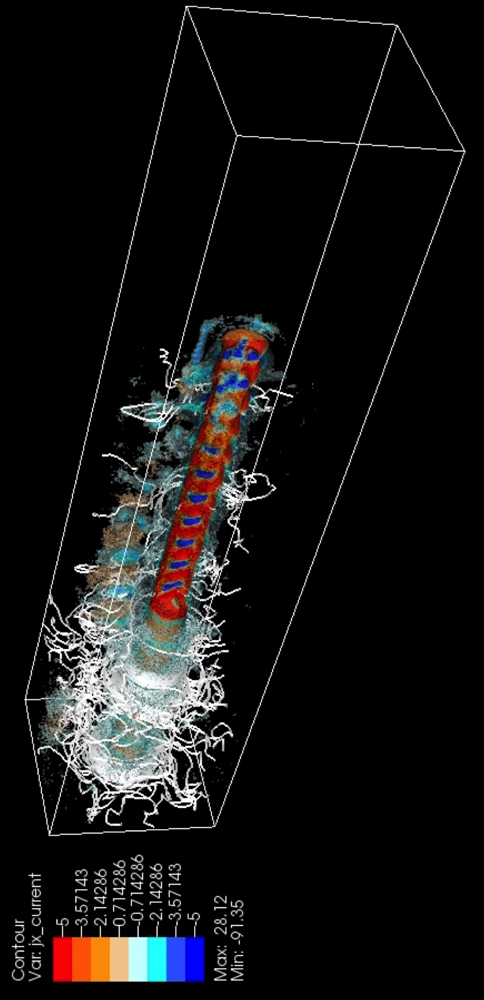 Contour
Var: jx_current
5
3.57143
2.14286
0.714286
-0.714286
-2.14286
-3.57143
-5
Max: 28.12
Min: -91.35